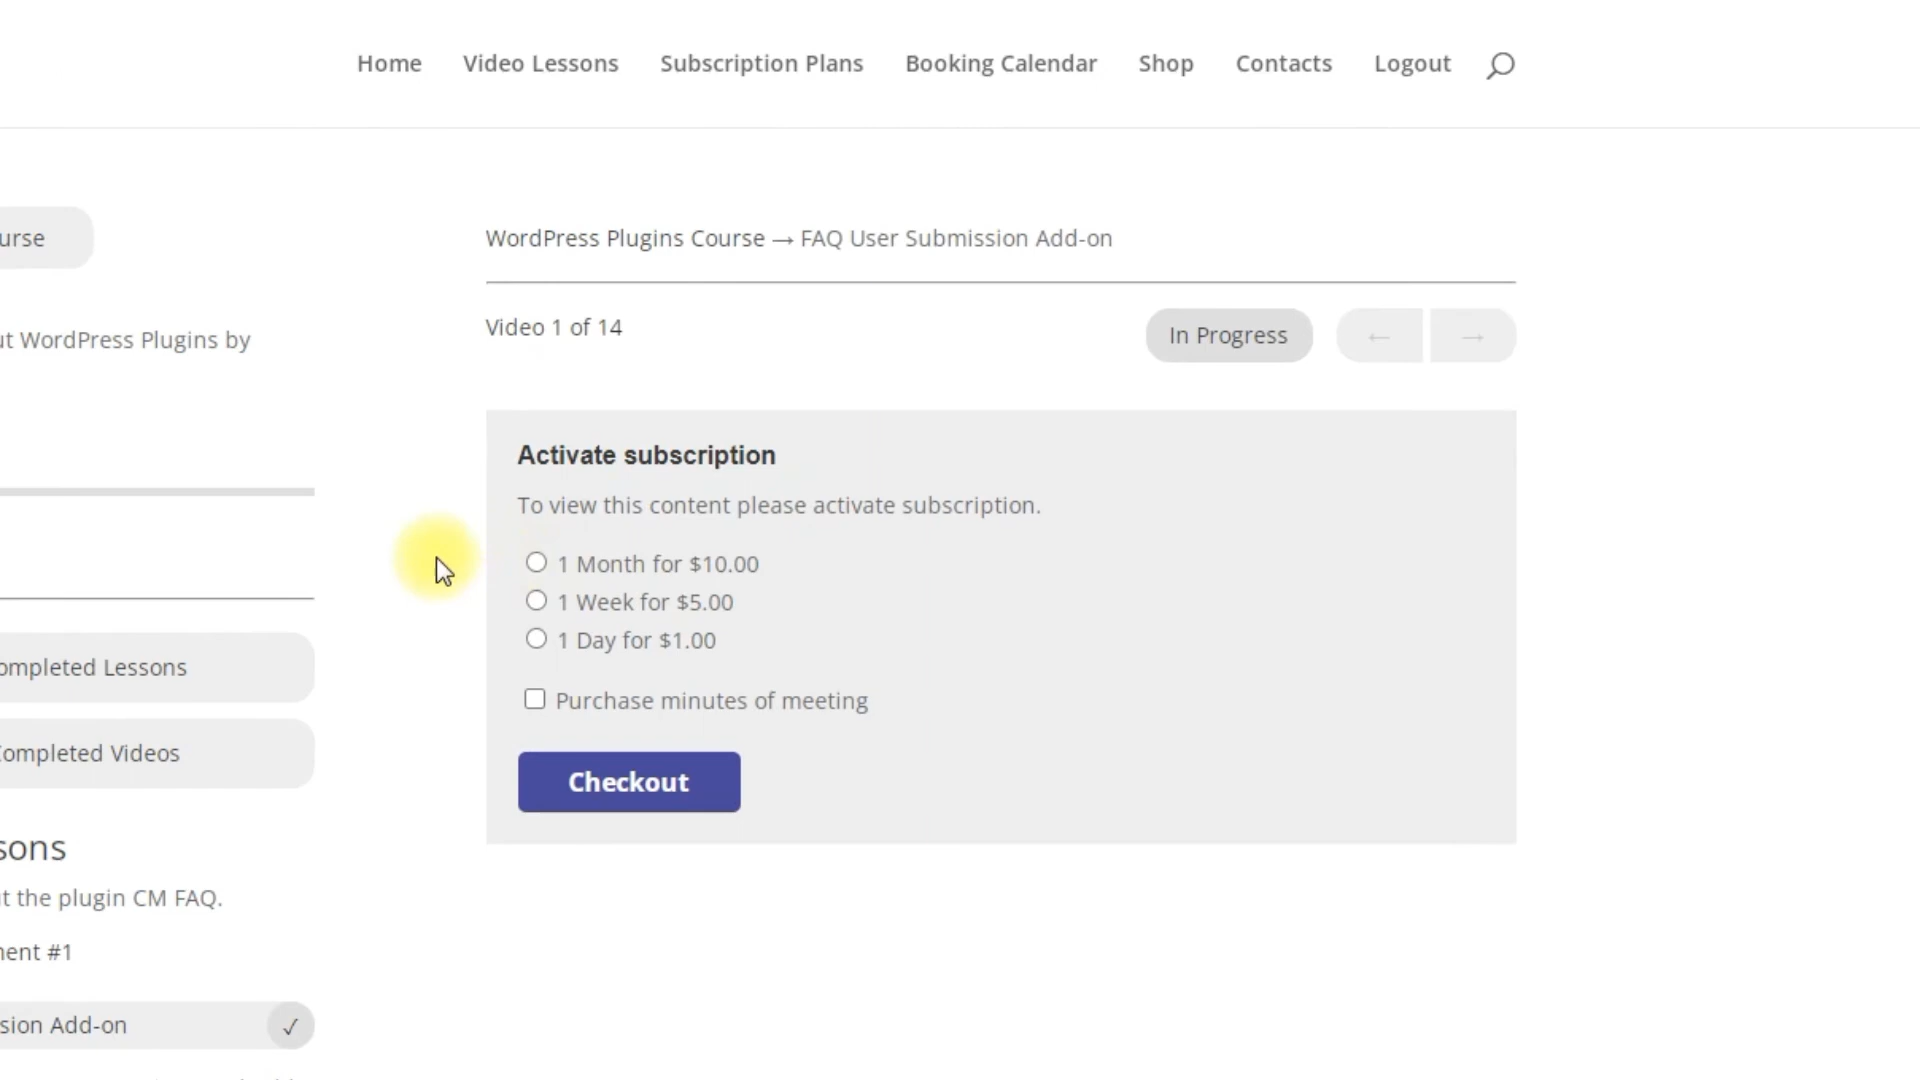 Home Video Lessons Subscription Plans Booking Calendar Shop Contacts Logout
urse
WordPress Plugins Course → FAQ User Submission Add-on
ut WordPress Plugins by
Video 1 of 14
In Progress
← →
Activate subscription
To view this content please activate subscription.
1 Month for $10.00
1 Week for $5.00
1 Day for $1.00
Purchase minutes of meeting
Checkout
ompleted Lessons
Completed Videos
sons
ut the plugin CM FAQ.
ment #1
sion Add-on ✓